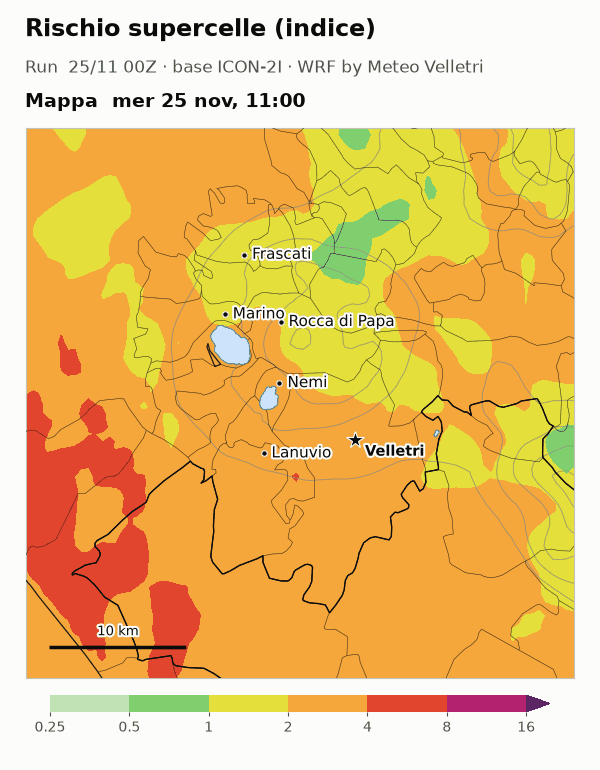 Rischio supercelle (indice)
Run  25/11 00Z · base ICON-2I · WRF by Meteo Velletri
Mappa  mer 25 nov, 11:00
Frascati
Marino
Rocca di Papa
Nemi
Velletri
Lanuvio
10 km
0.25 0.5 1 2 4 8 16